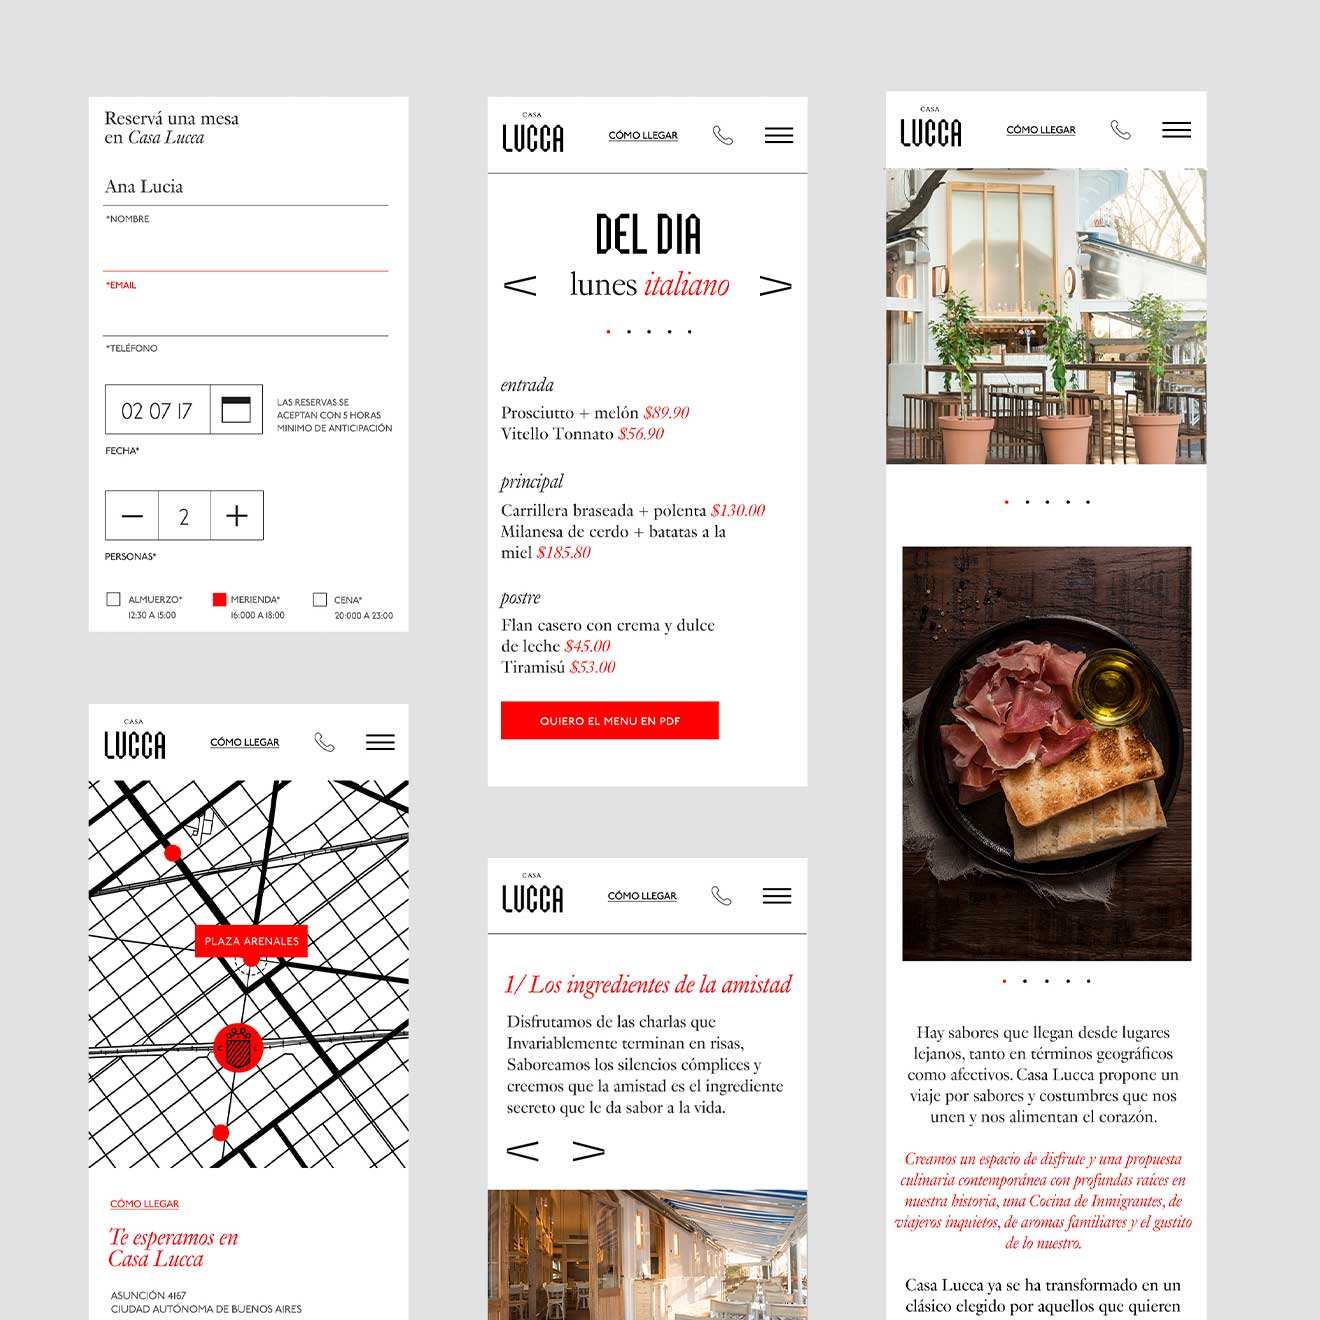 Reservá una mesa
en Casa Lucca
Ana Lucia
*NOMBRE
*EMAIL
*TELÉFONO
02 07 17
LAS RESERVAS SE
ACEPTAN CON 5 HORAS
MINIMO DE ANTICIPACIÓN
FECHA*
2
PERSONAS*
ALMUERZO*
12:30 A 15:00
MERIENDA*
16:000 A 18:00
CENA*
20:000 A 23:00
CASA
LUCCA
CÓMO LLEGAR
PLAZA ARENALES
CÓMO LLEGAR
Te esperamos en
Casa Lucca
ASUNCIÓN 4167
CIUDAD AUTÓNOMA DE BUENOS AIRES
CASA
LUCCA
CÓMO LLEGAR
DEL DIA
lunes italiano
entrada
Prosciutto + melón $89.90
Vitello Tonnato $56.90
principal
Carrillera braseada + polenta $130.00
Milanesa de cerdo + batatas a la
miel $185.80
postre
Flan casero con crema y dulce
de leche $45.00
Tiramisú $53.00
QUIERO EL MENU EN PDF
CASA
LUCCA
CÓMO LLEGAR
1/ Los ingredientes de la amistad
Disfrutamos de las charlas que
Invariablemente terminan en risas,
Saboreamos los silencios cómplices y
creemos que la amistad es el ingrediente
secreto que le da sabor a la vida.
CASA
LUCCA
CÓMO LLEGAR
Hay sabores que llegan desde lugares
lejanos, tanto en términos geográficos
como afectivos. Casa Lucca propone un
viaje por sabores y costumbres que nos
unen y nos alimentan el corazón.
Creamos un espacio de disfrute y una propuesta
culinaria contemporánea con profundas raíces en
nuestra historia, una Cocina de Inmigrantes, de
viajeros inquietos, de aromas familiares y el gustito
de lo nuestro.
Casa Lucca ya se ha transformado en un
clásico elegido por aquellos que quieren